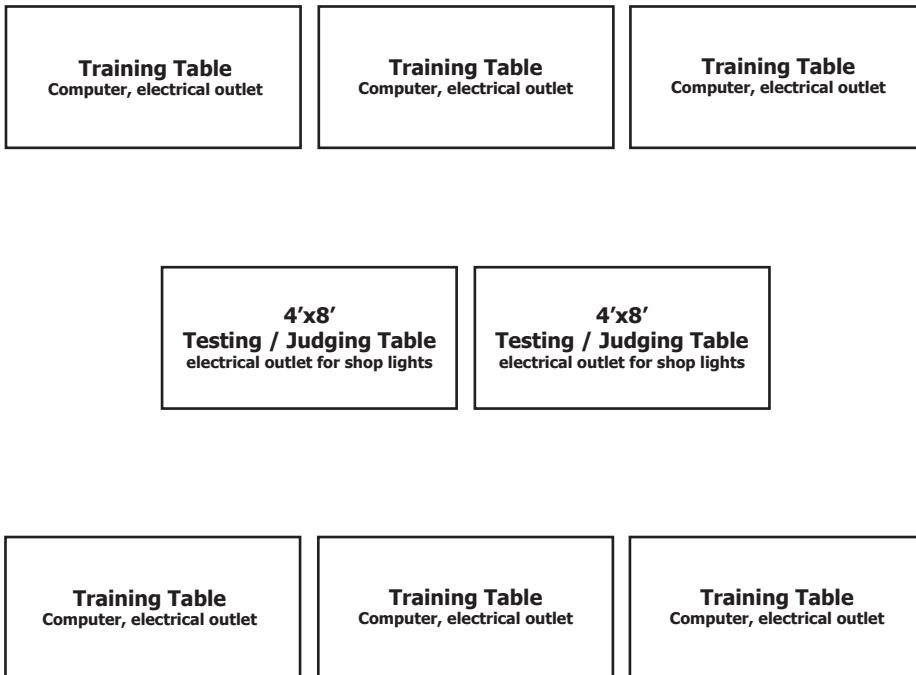 Training Table
Computer, electrical outlet
Training Table
Computer, electrical outlet
Training Table
Computer, electrical outlet
4’x8’
Testing / Judging Table
electrical outlet for shop lights
4’x8’
Testing / Judging Table
electrical outlet for shop lights
Training Table
Computer, electrical outlet
Training Table
Computer, electrical outlet
Training Table
Computer, electrical outlet